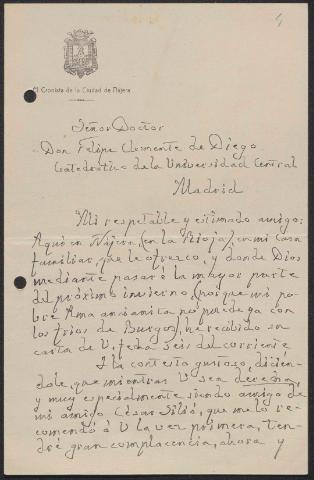 4
El Cronista de la Ciudad de Nájera
Señor Doctor
Don Felipe Clemente de Diego
Catedrático de la Universidad Central
Madrid
Mi respetable y estimado amigo:
Aquí en Nájera, (en la Rioja) en mi casa
familiar, que le ofrezco, y donde Dios
mediante pasaré la mayor parte
del próximo invierno, (porque mi po-
bre Ama ancianita no puede ya con
los fríos de Burgos), he recibido su
carta de V. fecha seis del corriente
I la contesto gustoso, dicién-
dole, que mientras V. sea
y muy especialmente siendo amigo de
mi amigo César Silió, que me lo re-
comendó a V. la vez primera, ten-
dré gran complacencia, ahora y